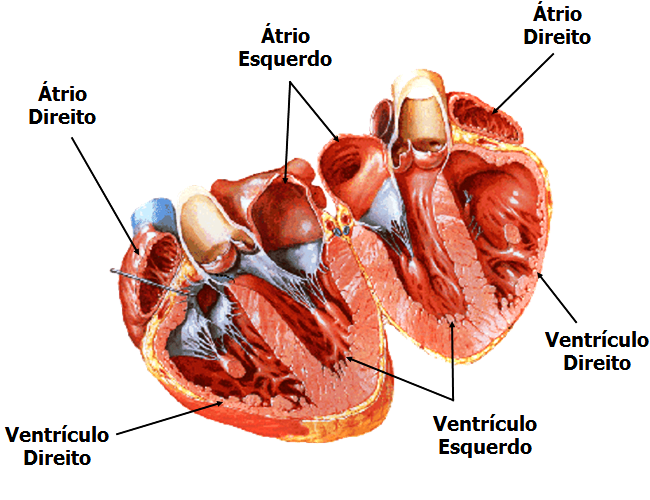 Átrio
Direito
Átrio
Esquerdo
Átrio
Direito
Ventrículo
Direito
Ventrículo
Esquerdo
Ventrículo
Direito